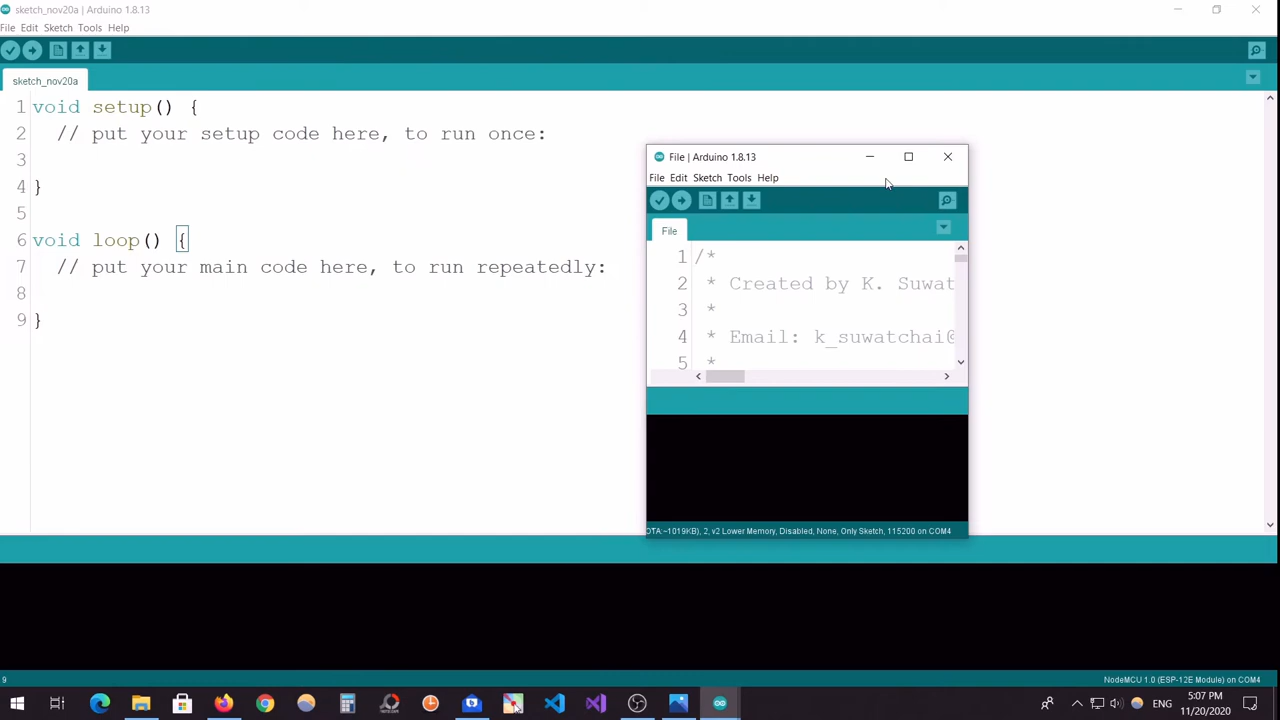 sketch_nov20a | Arduino 1.8.13
File Edit Sketch Tools Help
sketch_nov20a
1 void setup() {
2 // put your setup code here, to run once:
3
4 }
5
6 void loop() {
7 // put your main code here, to run repeatedly:
8
9 }
File | Arduino 1.8.13
File Edit Sketch Tools Help
File
1 /*
2 * Created by K. Suwat
3 *
4 * Email: k_suwatchai@
5 *
OTA:~1019KB), 2, v2 Lower Memory, Disabled, None, Only Sketch, 115200 on COM4
9
NodeMCU 1.0 (ESP-12E Module) on COM4
ENG
5:07 PM
11/20/2020